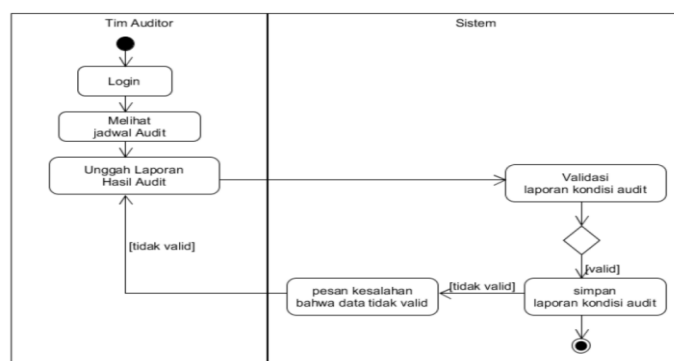 Tim Auditor
Sistem
Login
Melihat
jadwal Audit
Unggah Laporan
Hasil Audit
Validasi
laporan kondisi audit
[tidak valid]
[valid]
pesan kesalahan
bahwa data tidak valid
[tidak valid]
simpan
laporan kondisi audit